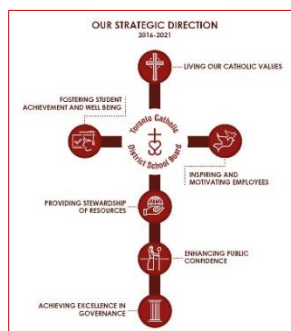 OUR STRATEGIC DIRECTION
2016-2021
LIVING OUR CATHOLIC VALUES
FOSTERING STUDENT
ACHIEVEMENT AND WELL BEING
Toronto Catholic
District School Board
INSPIRING AND
MOTIVATING EMPLOYEES
PROVIDING STEWARDSHIP
OF RESOURCES
ENHANCING PUBLIC
CONFIDENCE
ACHIEVING EXCELLENCE IN
GOVERNANCE